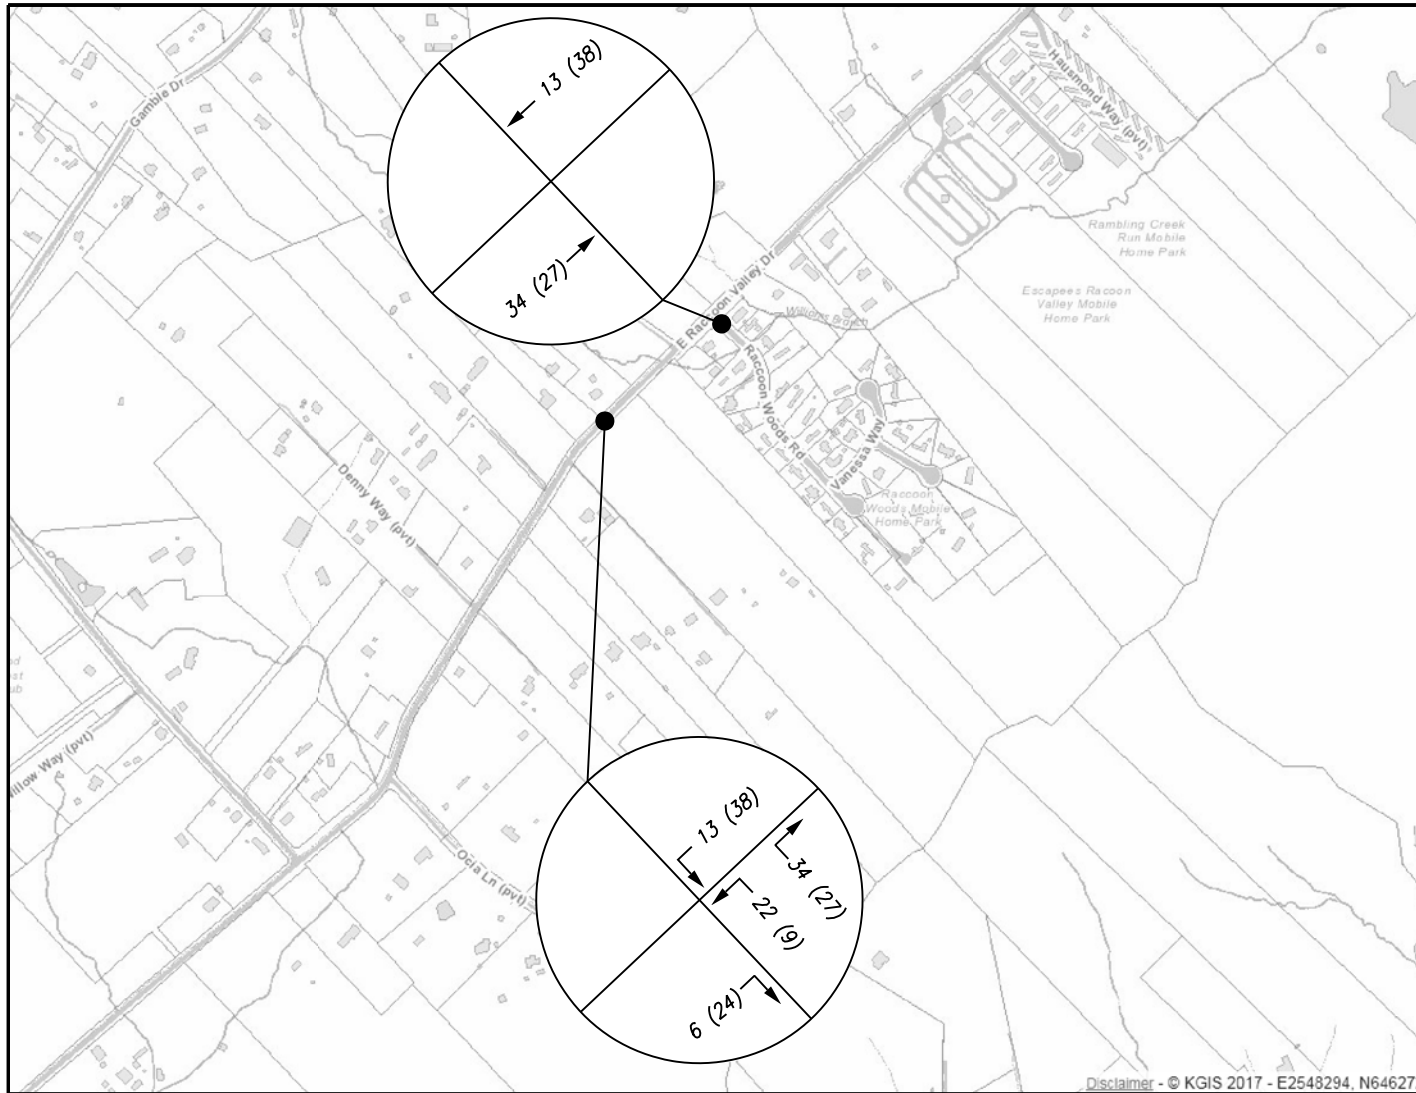 Gamble Dr
13 (38)
Hausmond Way (pvt)
34 (27)
E Raccoon Valley Dr
Rambling Creek
Run Mobile
Home Park
Escapees Racoon
Valley Mobile
Home Park
Raccoon Woods Rd
Vanessa Way
Raccoon
Woods Mobile
Home Park
Denny Way (pvt)
13 (38)
34 (27)
22 (9)
6 (24)
Ocia Ln (pvt)
Willow Way (pvt)
Disclaimer - © KGIS 2017 - E2548294, N64627